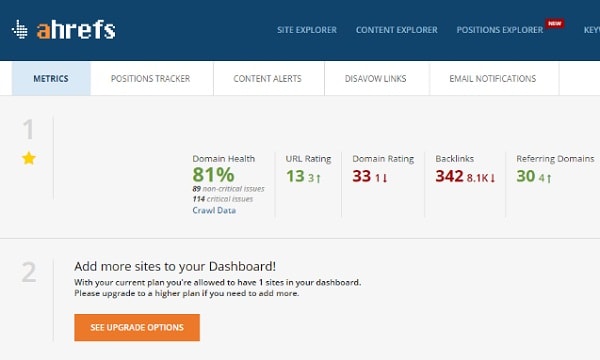 ahrefs
SITE EXPLORER CONTENT EXPLORER POSITIONS EXPLORER NEW
METRICS POSITIONS TRACKER CONTENT ALERTS DISAVOW LINKS EMAIL NOTIFICATIONS
1
Domain Health URL Rating Domain Rating Backlinks Referring Domains
81% 13 3↑ 33 1↓ 342 8.1K↓ 30 4↑
89 non-critical issues
114 critical issues
Crawl Data
2
Add more sites to your Dashboard!
With your current plan you're allowed to have 1 sites in your dashboard.
Please upgrade to a higher plan if you need to add more.
SEE UPGRADE OPTIONS